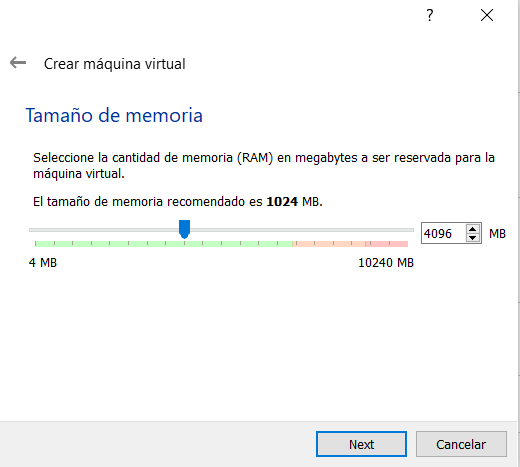 ?
Crear máquina virtual
Tamaño de memoria
Seleccione la cantidad de memoria (RAM) en megabytes a ser reservada para la
máquina virtual.
El tamaño de memoria recomendado es 1024 MB.
4096 MB
4 MB 10240 MB
Next Cancelar